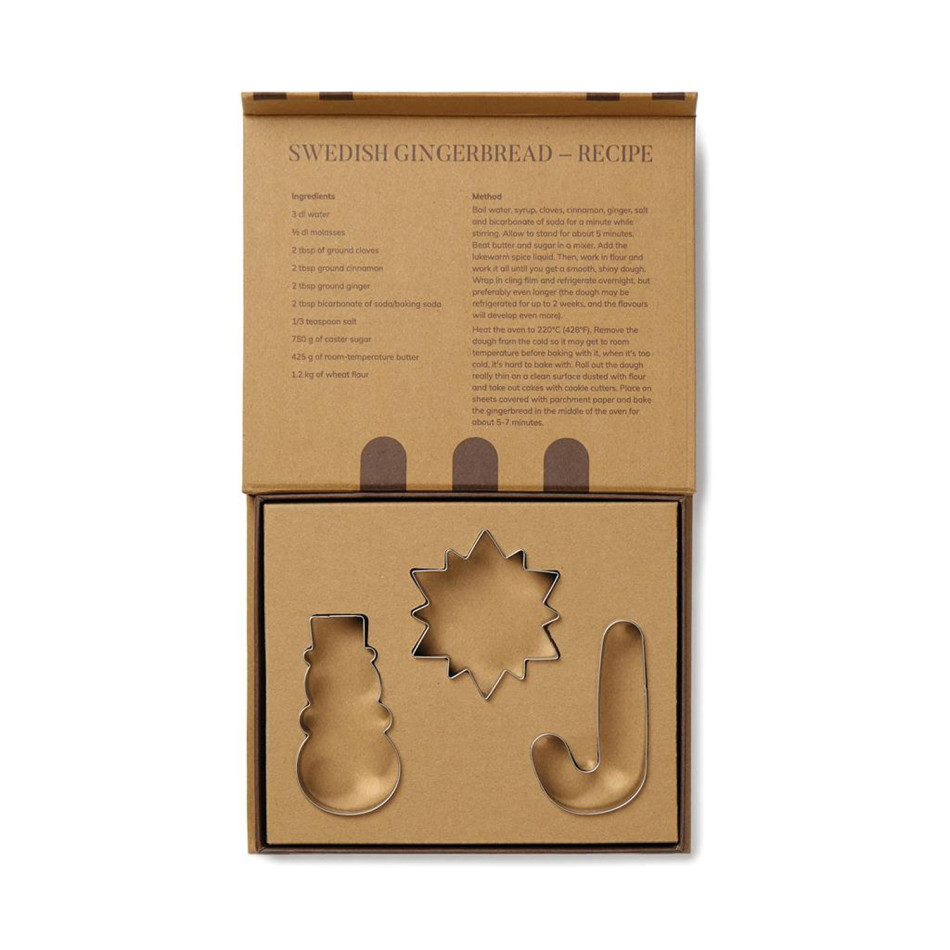 SWEDISH GINGERBREAD – RECIPE
Ingredients
3 dl water
dl molasses
2 tbsp of ground cloves
2 tbsp ground cinnamon
2 tbsp ground ginger
2 tbsp bicarbonate of soda/baking soda
1/3 teaspoon salt
750 g of caster sugar
425 g of room-temperature butter
1.2 kg of wheat flour
Method
Boil water, syrup, cloves, cinnamon, ginger, salt
and bicarbonate of soda for a minute while
stirring. Allow to stand for about 5 minutes.
Beat butter and sugar in a mixer. Add the
lukewarm spice liquid. Then, work in flour and
work it all until you get a smooth, shiny dough.
Wrap in cling film and refrigerate overnight, but
preferably even longer (the dough may be
refrigerated for up to 2 weeks, and the flavours
will develop even more).
Heat the oven to 220°C (428°F). Remove the
dough from the cold so it may get to room
temperature before baking with it, when it's too
cold, it's hard to bake with. Roll out the dough
really thin on a clean surface dusted with flour
and take out cakes with cookie cutters. Place on
sheets covered with parchment paper and bake
the gingerbread in the middle of the oven for
about 5-7 minutes.